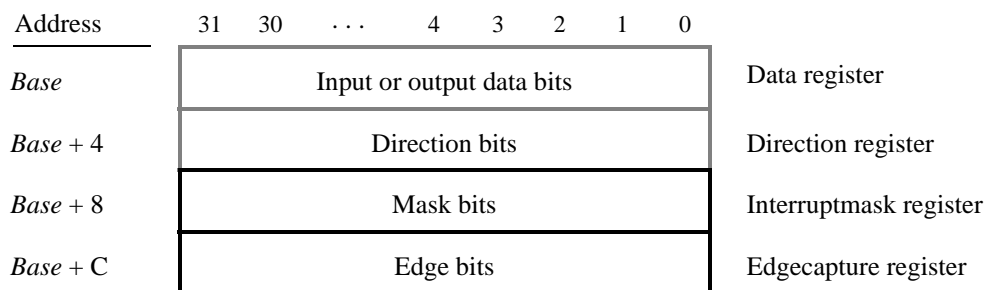 Address 31 30 . . . 4 3 2 1 0
Base Input or output data bits Data register
Base + 4 Direction bits Direction register
Base + 8 Mask bits Interruptmask register
Base + C Edge bits Edgecapture register